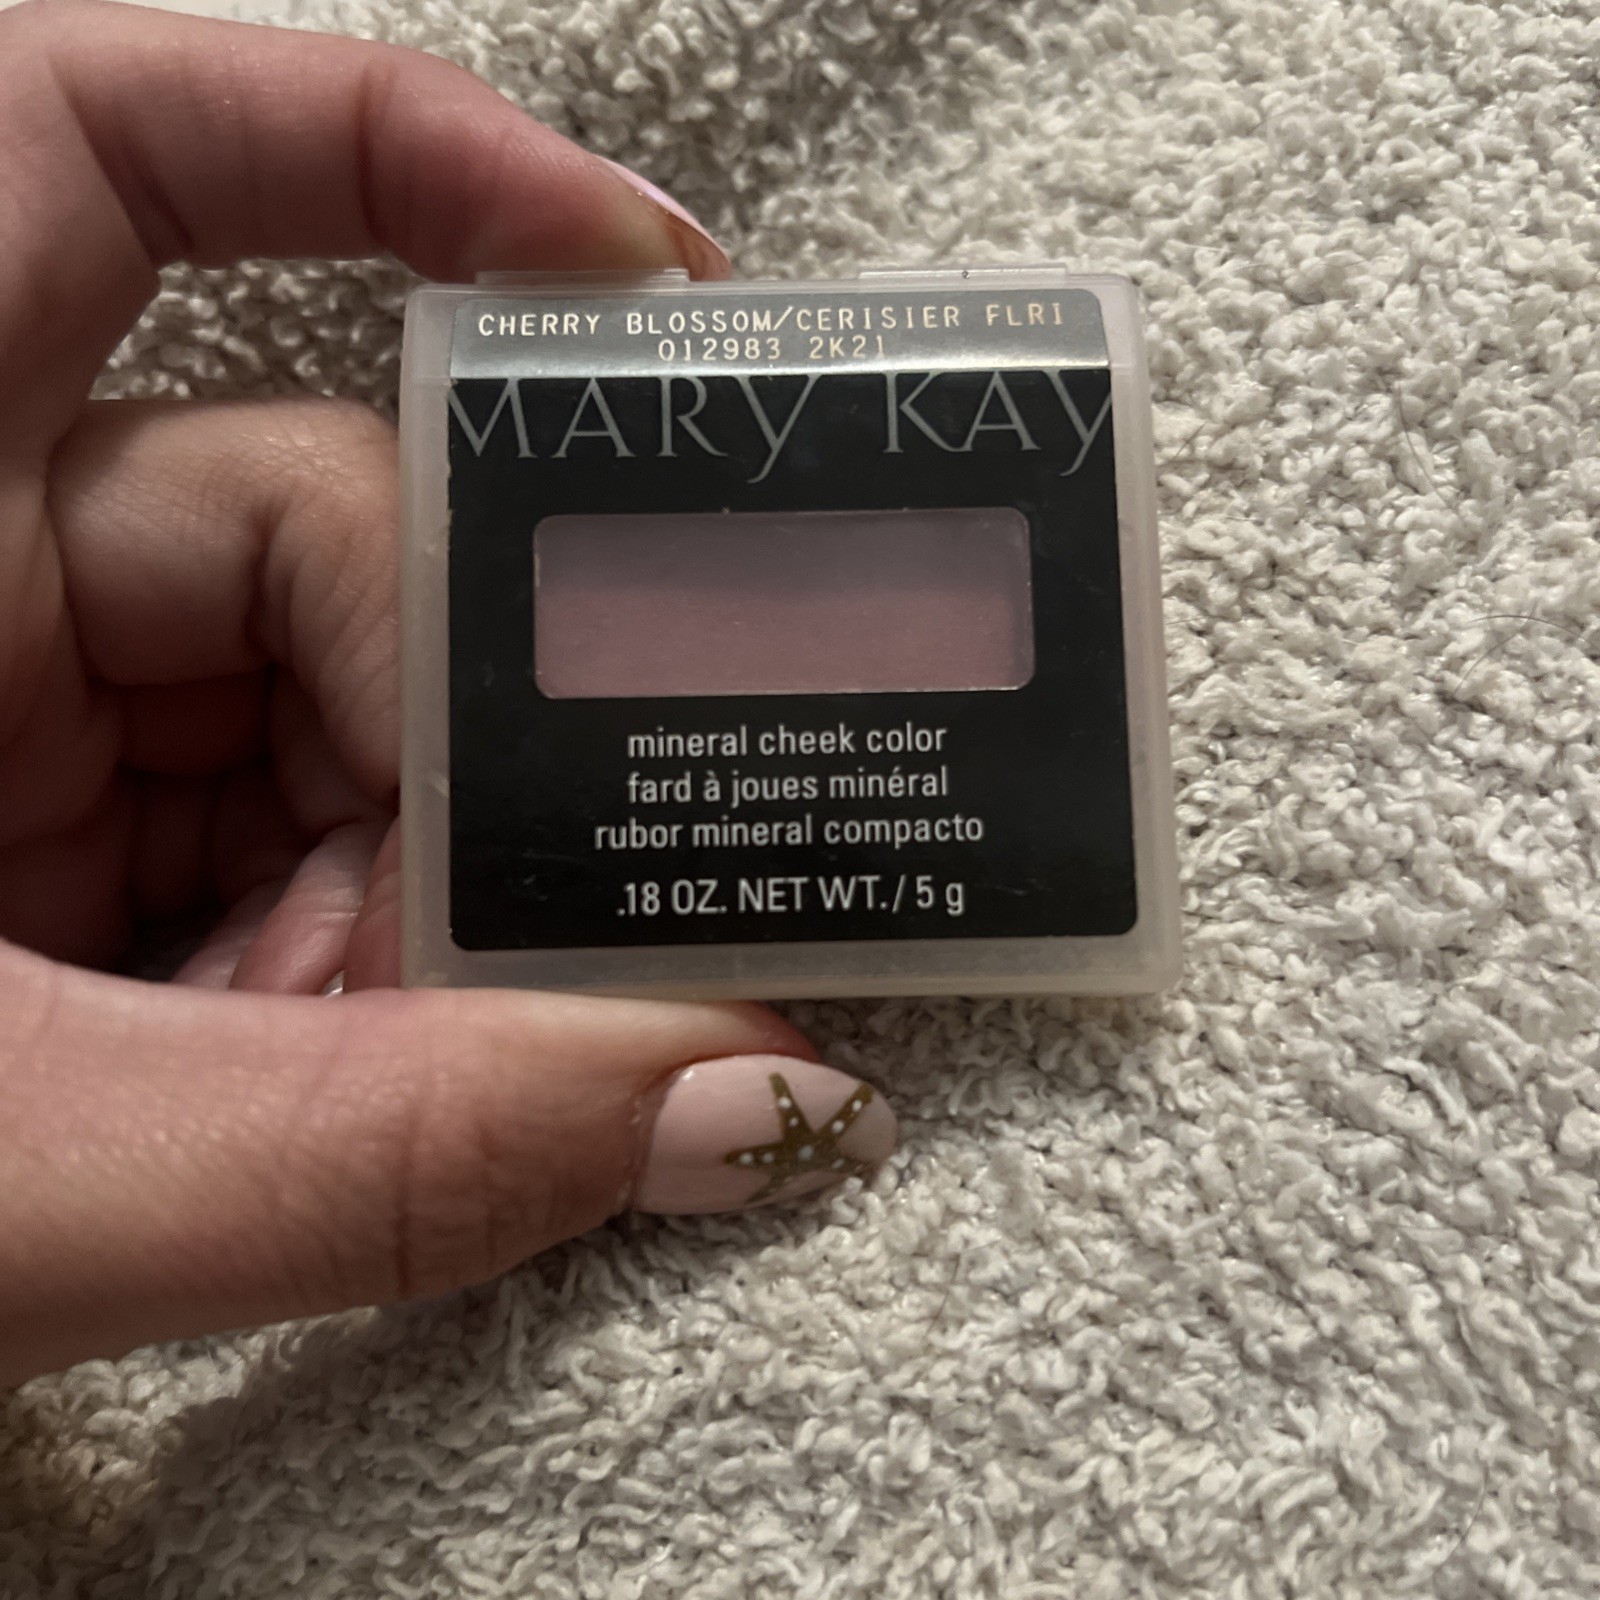 CHERRY BLOSSOM/CERISIER FLRI
012983 2K21
MARY KAY
mineral cheek color
fard à joues minéral
rubor mineral compacto
.18 OZ. NET WT./ 5 g